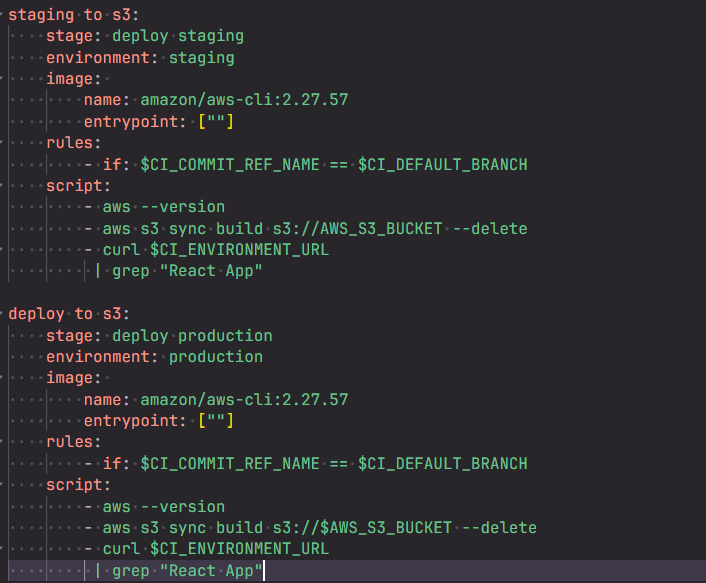 staging to s3:
    stage: deploy staging
    environment: staging
    image:
        name: amazon/aws-cli:2.27.57
        entrypoint: [""]
    rules:
        - if: $CI_COMMIT_REF_NAME == $CI_DEFAULT_BRANCH
    script:
        - aws --version
        - aws s3 sync build s3://AWS_S3_BUCKET --delete
        - curl $CI_ENVIRONMENT_URL
         | grep "React App"

deploy to s3:
    stage: deploy production
    environment: production
    image:
        name: amazon/aws-cli:2.27.57
        entrypoint: [""]
    rules:
        - if: $CI_COMMIT_REF_NAME == $CI_DEFAULT_BRANCH
    script:
        - aws --version
        - aws s3 sync build s3://$AWS_S3_BUCKET --delete
        - curl $CI_ENVIRONMENT_URL
         | grep "React App"